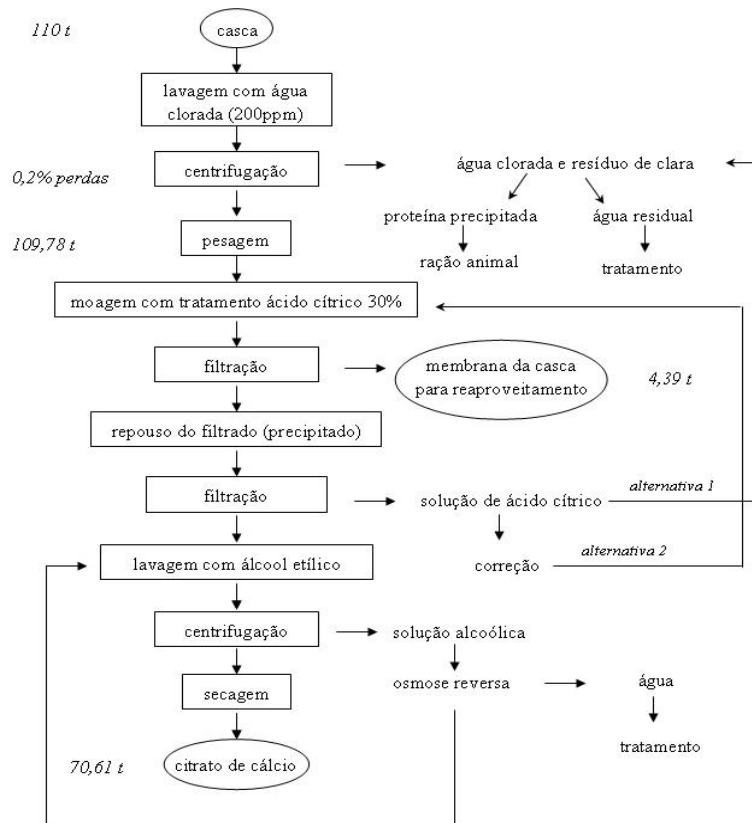 110 t
casca
lavagem com água
clorada (200ppm)
0,2% perdas
centrifugação
água clorada e resíduo de clara
proteína precipitada
água residual
109,78 t
pesagem
ração animal
tratamento
moagem com tratamento ácido cítrico 30%
filtração
membrana da casca
para reaproveitamento
4,39 t
repouso do filtrado (precipitado)
filtração
solução de ácido cítrico
alternativa 1
lavagem com álcool etílico
correção
alternativa 2
centrifugação
solução alcoólica
secagem
osmose reversa
água
tratamento
70,61 t
citrato de cálcio